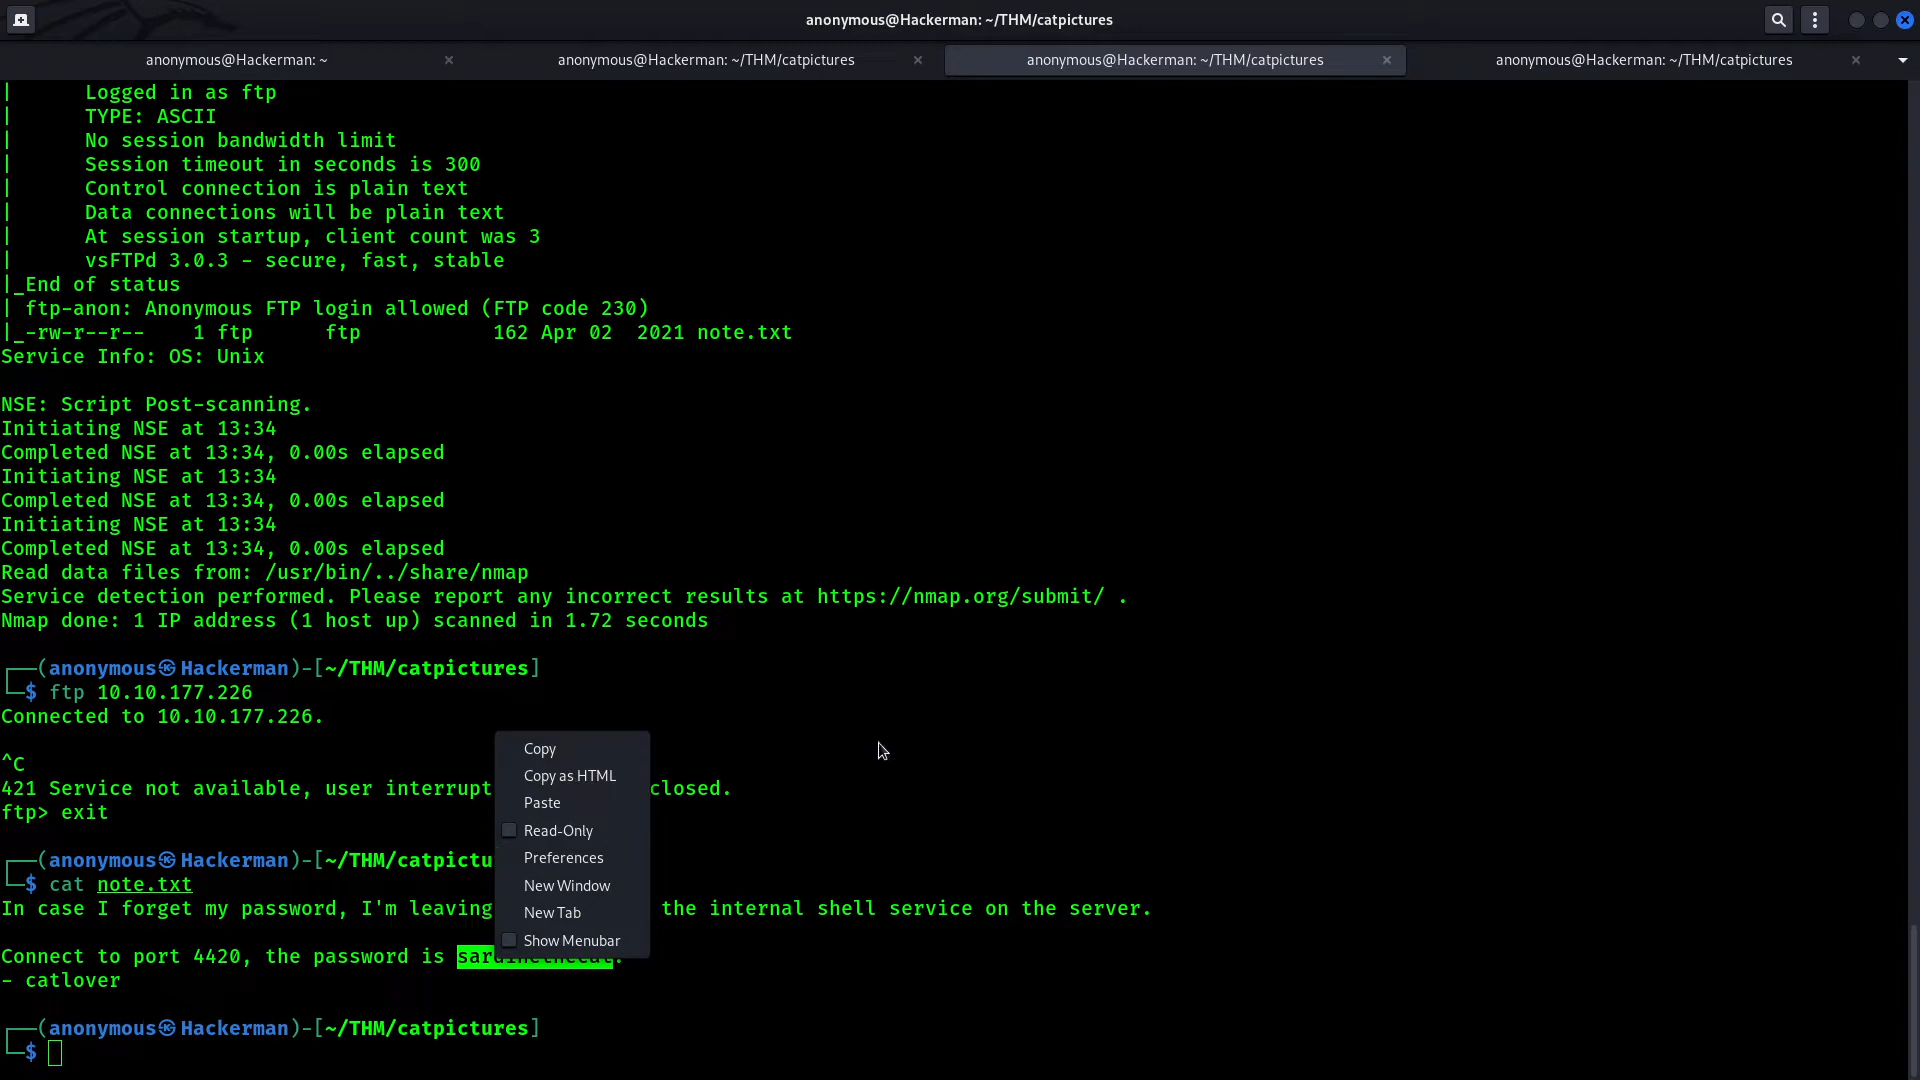 anonymous@Hackerman: ~/THM/catpictures
anonymous@Hackerman: ~
anonymous@Hackerman: ~/THM/catpictures
anonymous@Hackerman: ~/THM/catpictures
anonymous@Hackerman: ~/THM/catpictures
| Logged in as ftp
| TYPE: ASCII
| No session bandwidth limit
| Session timeout in seconds is 300
| Control connection is plain text
| Data connections will be plain text
| At session startup, client count was 3
| vsFTPd 3.0.3 - secure, fast, stable
|_End of status
| ftp-anon: Anonymous FTP login allowed (FTP code 230)
|_-rw-r--r-- 1 ftp ftp 162 Apr 02 2021 note.txt
Service Info: OS: Unix
NSE: Script Post-scanning.
Initiating NSE at 13:34
Completed NSE at 13:34, 0.00s elapsed
Initiating NSE at 13:34
Completed NSE at 13:34, 0.00s elapsed
Initiating NSE at 13:34
Completed NSE at 13:34, 0.00s elapsed
Read data files from: /usr/bin/../share/nmap
Service detection performed. Please report any incorrect results at https://nmap.org/submit/ .
Nmap done: 1 IP address (1 host up) scanned in 1.72 seconds
┌──(anonymous㉿Hackerman)-[~/THM/catpictures]
└─$ ftp 10.10.177.226
Connected to 10.10.177.226.
^C
421 Service not available, user interrupt closed.
ftp> exit
┌──(anonymous㉿Hackerman)-[~/THM/catpictu
└─$ cat note.txt
In case I forget my password, I'm leaving the internal shell service on the server.
Connect to port 4420, the password is
- catlover
┌──(anonymous㉿Hackerman)-[~/THM/catpictures]
└─$
Copy
Copy as HTML
Paste
Read-Only
Preferences
New Window
New Tab
Show Menubar